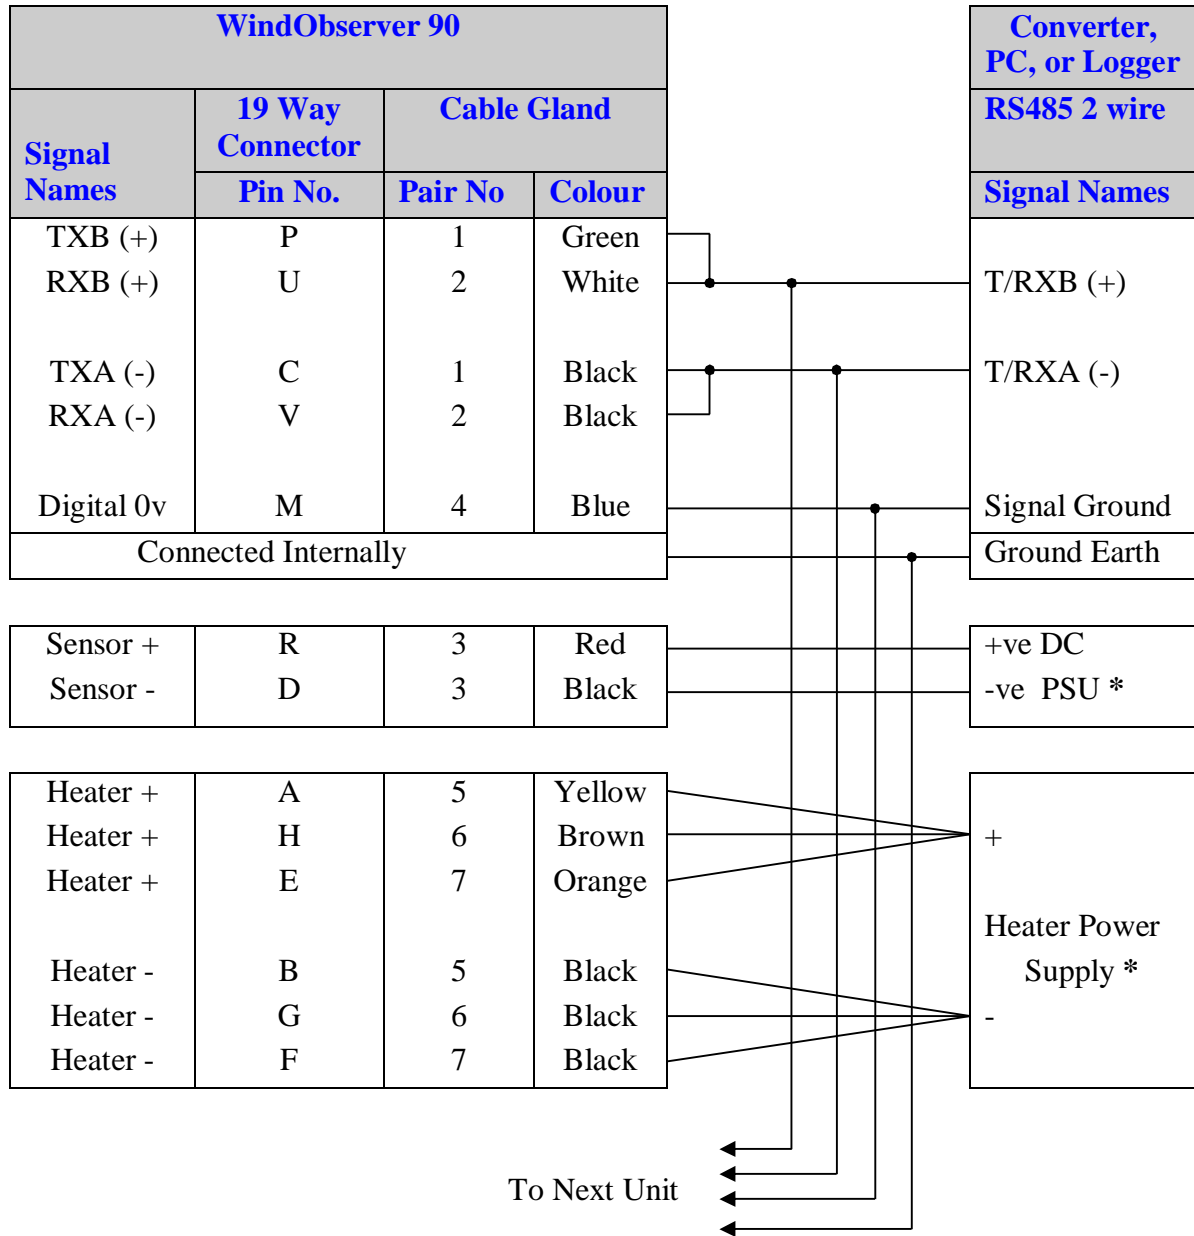 WindObserver 90
Converter,
PC, or Logger
Signal
Names
19 Way
Connector
Cable Gland
RS485 2 wire
Pin No. Pair No Colour Signal Names
TXB (+) P 1 Green
RXB (+) U 2 White T/RXB (+)
TXA (-) C 1 Black T/RXA (-)
RXA (-) V 2 Black
Digital 0v M 4 Blue Signal Ground
Connected Internally Ground Earth
Sensor + R 3 Red +ve DC
Sensor - D 3 Black -ve PSU *
Heater + A 5 Yellow
Heater + H 6 Brown +
Heater + E 7 Orange
Heater Power
Heater - B 5 Black Supply *
Heater - G 6 Black -
Heater - F 7 Black
To Next Unit